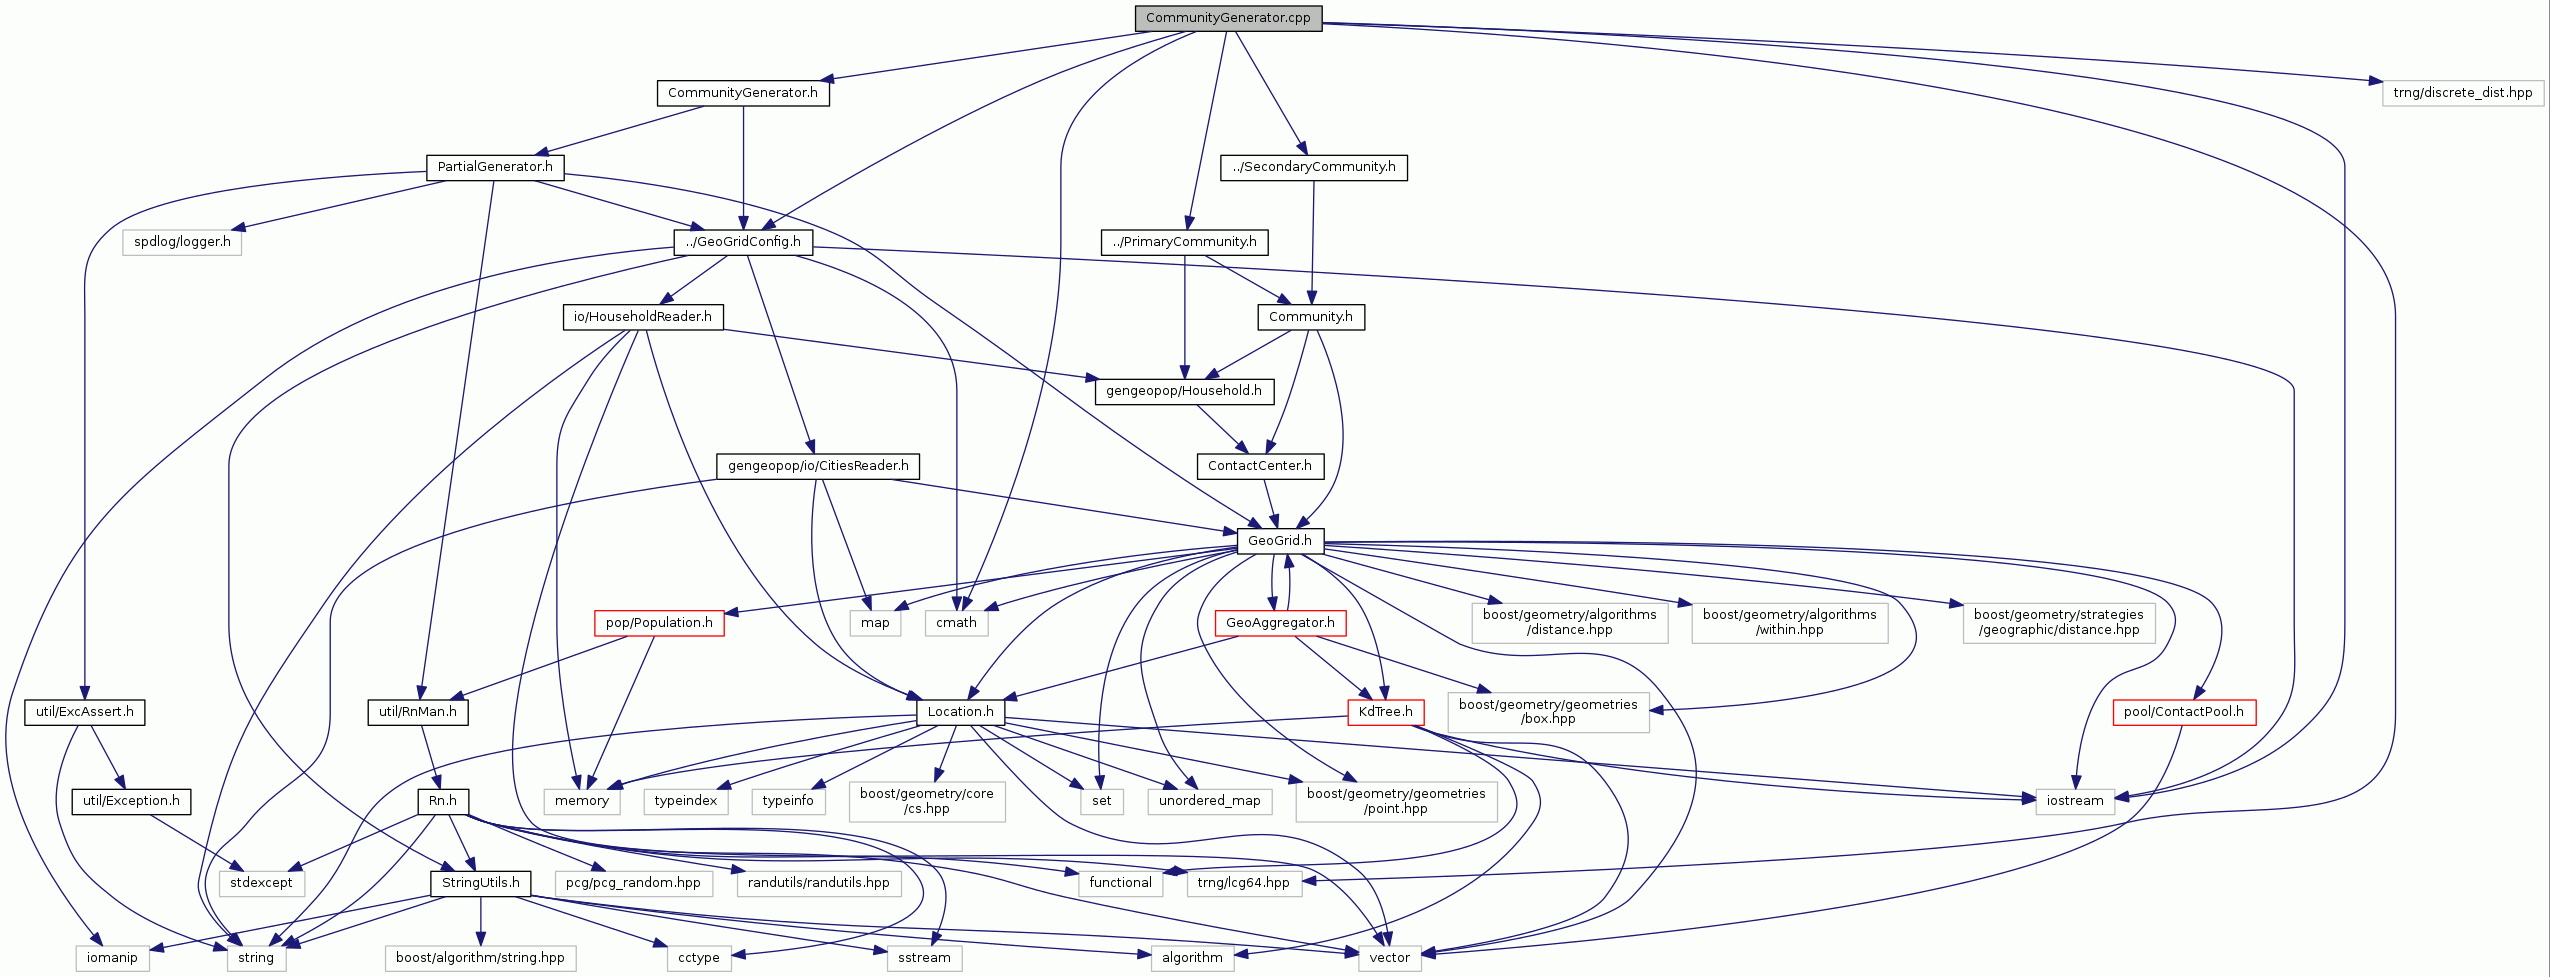 CommunityGenerator.cpp
CommunityGenerator.h
trng/discrete_dist.hpp
PartialGenerator.h
../SecondaryCommunity.h
spdlog/logger.h
../GeoGridConfig.h
../PrimaryCommunity.h
io/HouseholdReader.h
Community.h
gengeopop/Household.h
gengeopop/io/CitiesReader.h
ContactCenter.h
GeoGrid.h
pop/Population.h
map
cmath
GeoAggregator.h
boost/geometry/algorithms
/distance.hpp
boost/geometry/algorithms
/within.hpp
boost/geometry/strategies
/geographic/distance.hpp
util/ExcAssert.h
util/RnMan.h
Location.h
KdTree.h
boost/geometry/geometries
/box.hpp
pool/ContactPool.h
util/Exception.h
Rn.h
memory
typeindex
typeinfo
boost/geometry/core
/cs.hpp
set
unordered_map
boost/geometry/geometries
/point.hpp
iostream
stdexcept
StringUtils.h
pcg/pcg_random.hpp
randutils/randutils.hpp
functional
trng/lcg64.hpp
iomanip
string
boost/algorithm/string.hpp
cctype
sstream
algorithm
vector